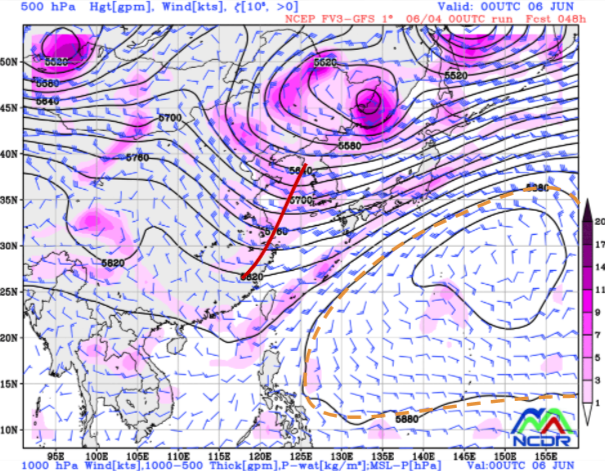 500 hPa Hgt[gpm], Wind[kts], ζ[10⁵, >0] Valid: 00UTC 06 JUN
NCEP FV3-GFS 1° 06/04 00UTC run Fcst 048h
50N 5520 5520 5520
5580
45N 5640
5700
5580
40N 5760
5640
35N 5880
5700
30N 5760
5820 5820
25N
20N
15N
5880
10N
95E 100E 105E 110E 115E 120E 125E 130E 135E 140E 145E 150E 155E
20
17
14
11
9
7
5
3
1
NCDR
1000 hPa Wind[kts],1000-500 Thick[gpm],P-wat[kg/m²];MSL-P[hPa] Val:00UTC 06 JUN